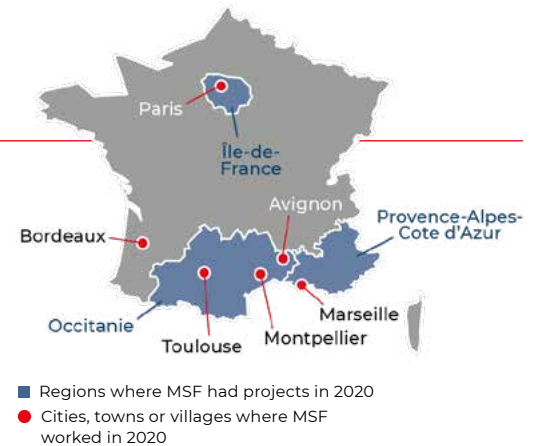 Paris
Île-de-
France
Avignon
Provence-Alpes-
Cote d'Azur
Bordeaux
Marseille
Occitanie
Montpellier
Toulouse
Regions where MSF had projects in 2020
Cities, towns or villages where MSF
worked in 2020